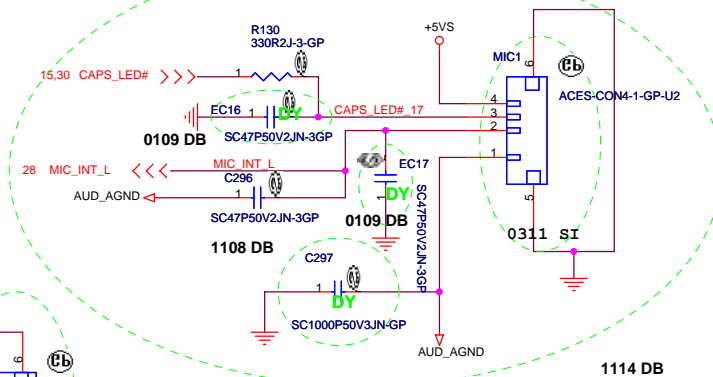 R130
330R2J-3-GP
+5VS
MIC1
6
15,30 CAPS_LED#
1
ACES-CON4-1-GP-U2
EC16
1
DY
CAPS_LED#_17
4
3
2
1
0109 DB
SC47P50V2JN-3GP
28 MIC_INT_L
MIC_INT_L
EC17
C296
AUD_AGND
1
1
DY
SC47P50V2JN-3GP
SC47P50V2JN-3GP
5
0109 DB
0311 SI
1108 DB
C297
1
DY
SC1000P50V3JN-GP
AUD_AGND
6
1114 DB